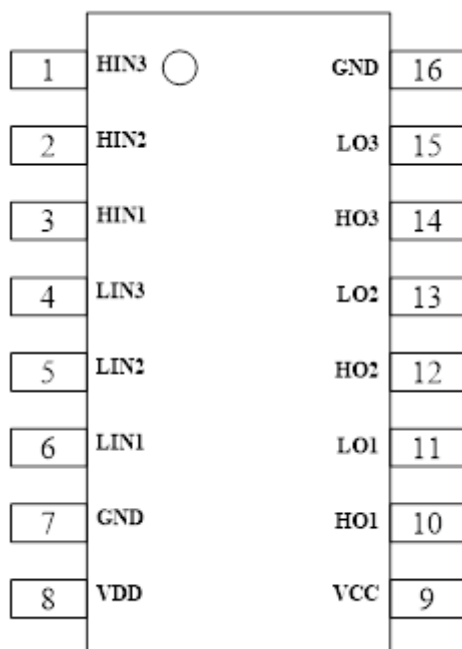 1 HIN3 GND 16
2 HIN2 LO3 15
3 HIN1 HO3 14
4 LIN3 LO2 13
5 LIN2 HO2 12
6 LIN1 LO1 11
7 GND HO1 10
8 VDD VCC 9